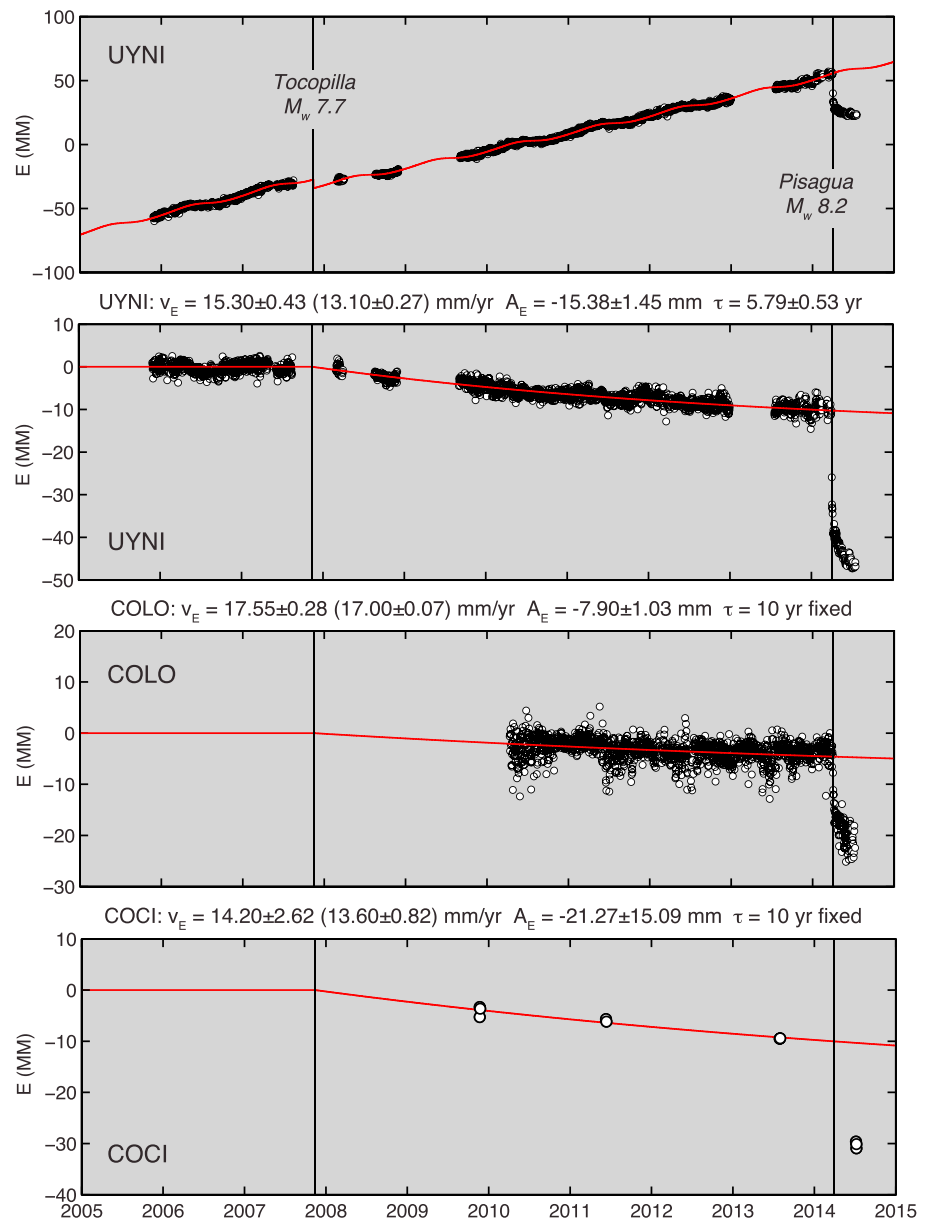 100
50
0
−50
−100
E (MM)
UYNI
Tocopilla
Mw 7.7
Pisagua
Mw 8.2
UYNI: vE = 15.30±0.43 (13.10±0.27) mm/yr AE = -15.38±1.45 mm τ = 5.79±0.53 yr
10
0
−10
−20
−30
−40
−50
E (MM)
UYNI
COLO: vE = 17.55±0.28 (17.00±0.07) mm/yr AE = -7.90±1.03 mm τ = 10 yr fixed
20
10
0
−10
−20
−30
E (MM)
COLO
COCI: vE = 14.20±2.62 (13.60±0.82) mm/yr AE = -21.27±15.09 mm τ = 10 yr fixed
10
0
−10
−20
−30
−40
E (MM)
COCI
2005 2006 2007 2008 2009 2010 2011 2012 2013 2014 2015